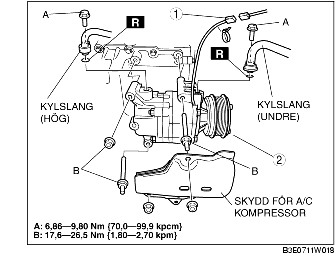 A
1
A
R
R
KYLSLANG
(HÖG)
KYLSLANG
(UNDRE)
B
B
2
SKYDD FÖR A/C
KOMPRESSOR
A: 6,86—9,80 Nm {70,0—99,9 kpcm}
B: 17,6—26,5 Nm {1,80—2,70 kpm}
B3E0711W018